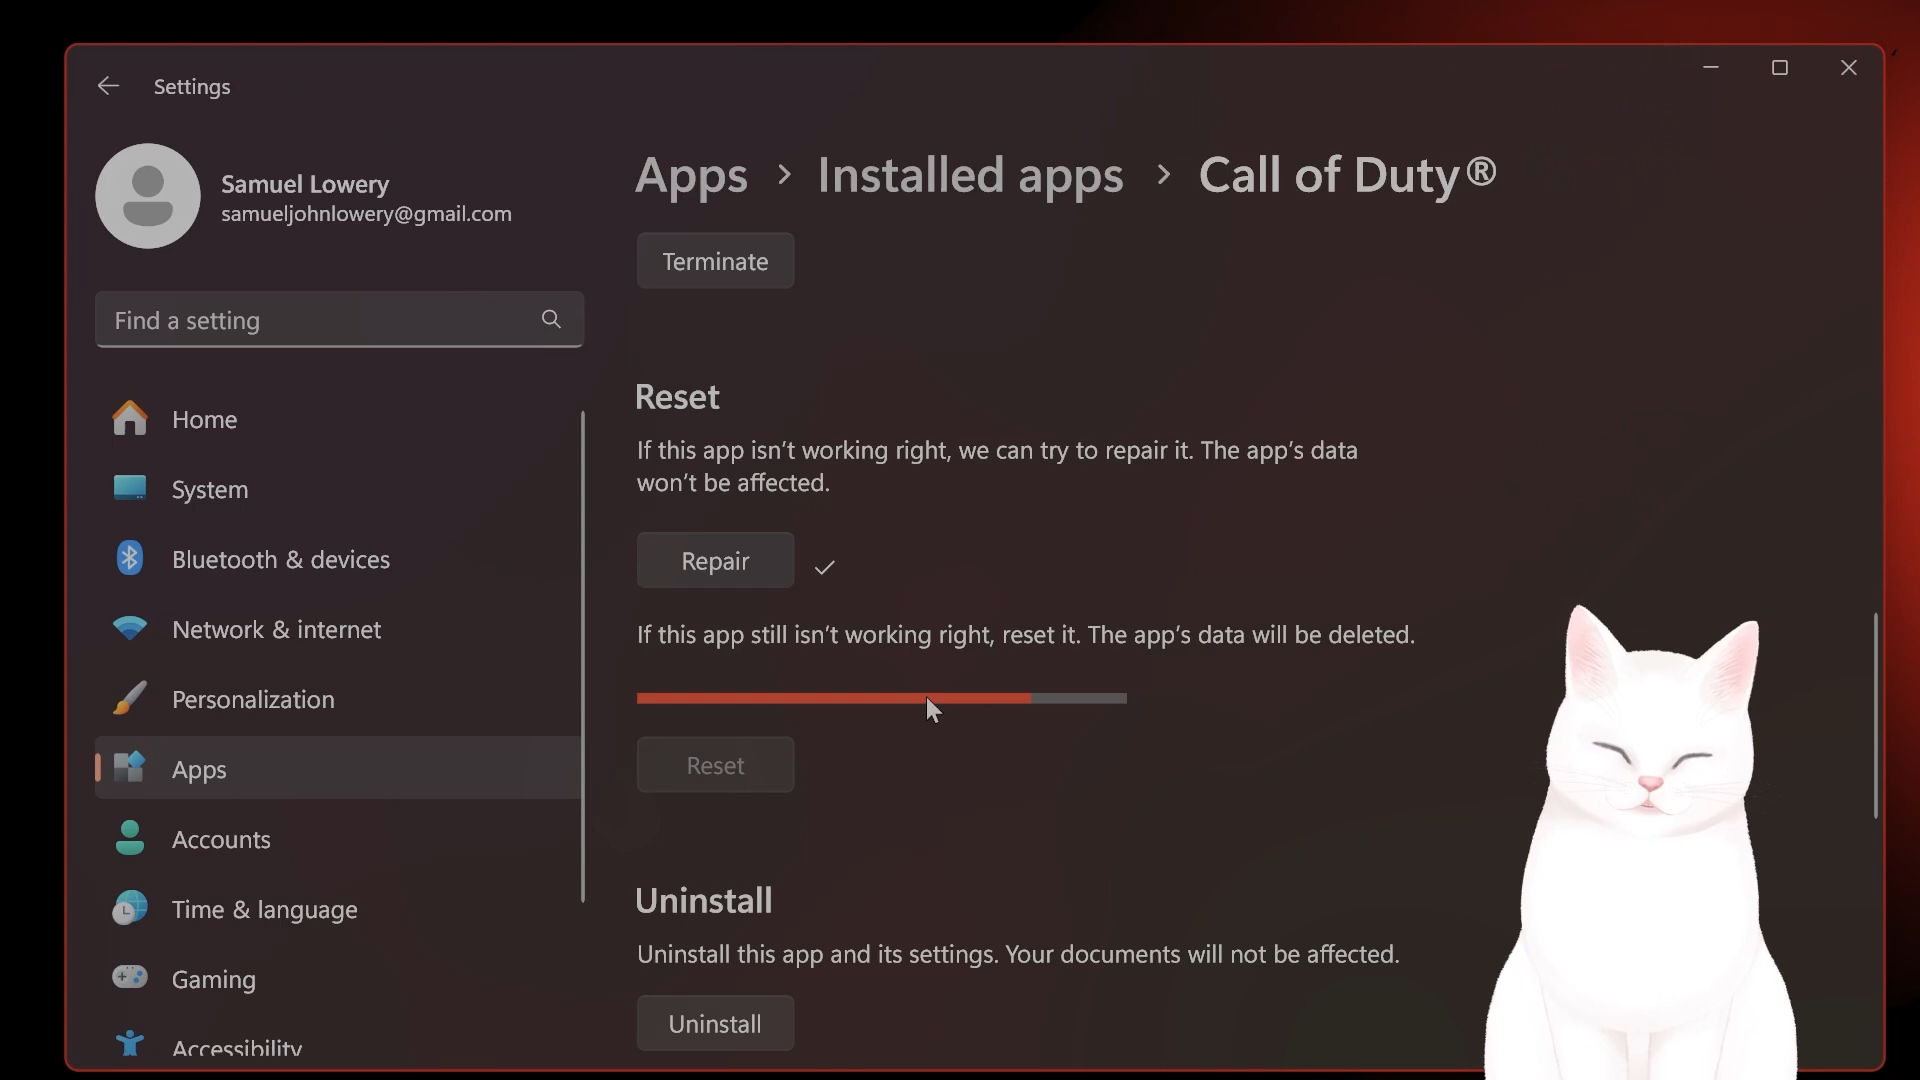 Settings
Samuel Lowery
samueljohnlowery@gmail.com
Find a setting
Home
System
Bluetooth & devices
Network & internet
Personalization
Apps
Accounts
Time & language
Gaming
Accessibility
Apps > Installed apps > Call of Duty®
Terminate
Reset
If this app isn't working right, we can try to repair it. The app's data
won't be affected.
Repair
If this app still isn't working right, reset it. The app's data will be deleted.
Reset
Uninstall
Uninstall this app and its settings. Your documents will not be affected.
Uninstall